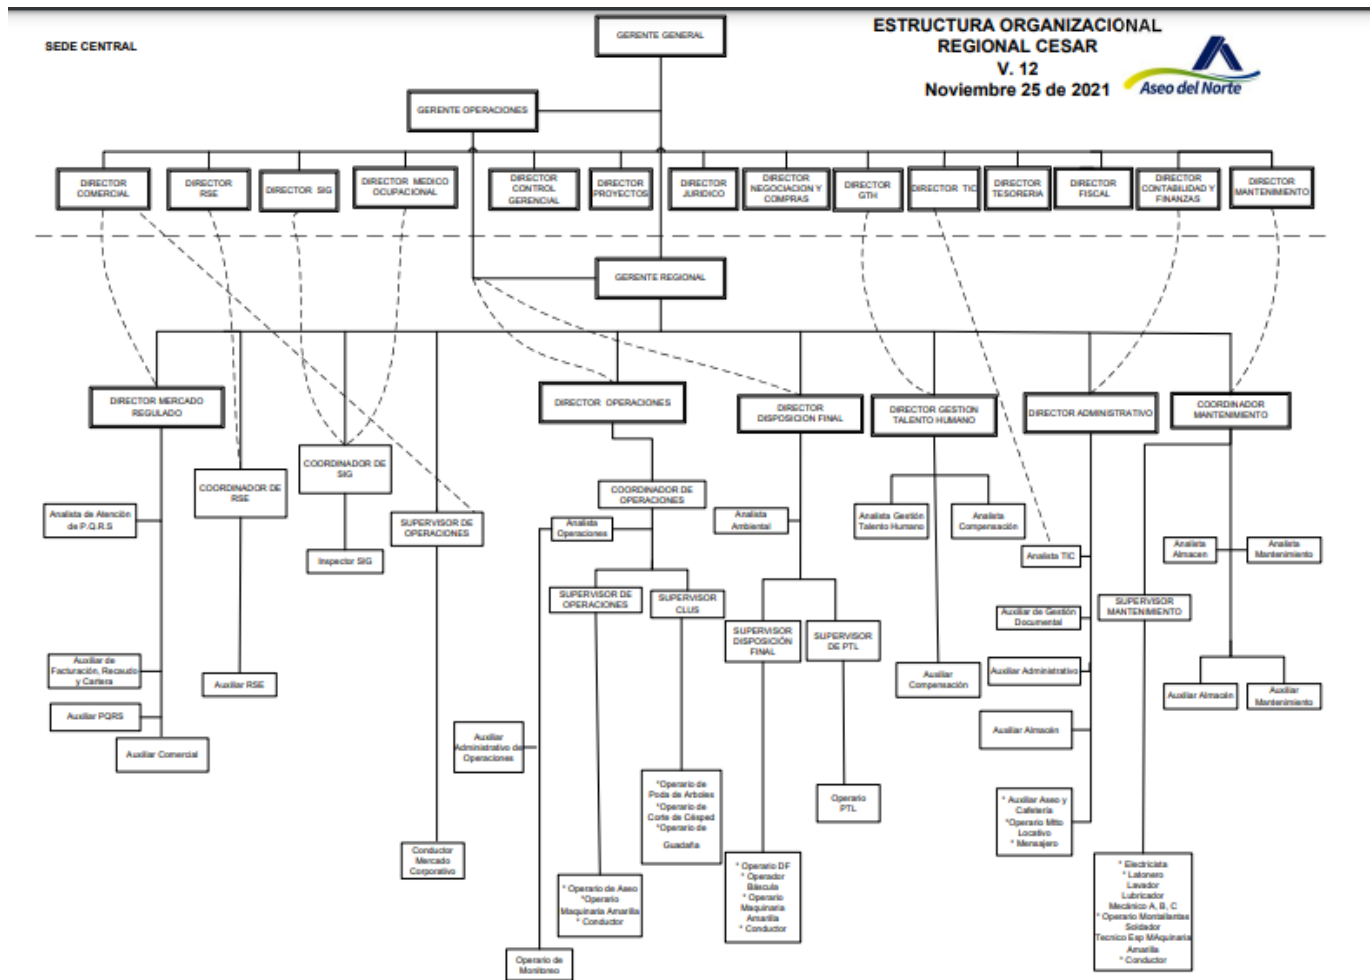 SEDE CENTRAL
ESTRUCTURA ORGANIZACIONAL
REGIONAL CESAR
V. 12
Noviembre 25 de 2021
Aseo del Norte
GERENTE GENERAL
GERENTE OPERACIONES
DIRECTOR
COMERCIAL
DIRECTOR
RSE
DIRECTOR SIG
DIRECTOR MEDICO
OCUPACIONAL
DIRECTOR
CONTROL
GERENCIAL
DIRECTOR
PROYECTOS
DIRECTOR
JURIDICO
DIRECTOR
NEGOCIACION Y
COMPRAS
DIRECTOR
GTH
DIRECTOR TIC
DIRECTOR
TESORERIA
DIRECTOR
FISCAL
DIRECTOR
CONTABILIDAD Y
FINANZAS
DIRECTOR
MANTENIMIENTO
GERENTE REGIONAL
DIRECTOR MERCADO
REGULADO
DIRECTOR OPERACIONES
DIRECTOR
DISPOSICION FINAL
DIRECTOR GESTION
TALENTO HUMANO
DIRECTOR ADMINISTRATIVO
COORDINADOR
MANTENIMIENTO
COORDINADOR DE
RSE
COORDINADOR DE
SIG
SUPERVISOR DE
OPERACIONES
COORDINADOR DE
OPERACIONES
Analista de Atención
de P.Q.R.S
Inspector SIG
Analista
Operaciones
Analista
Ambiental
Analista Gestión
Talento Humano
Analista
Compensación
Analista TIC
Analista
Almacen
Analista
Mantenimiento
SUPERVISOR DE
OPERACIONES
SUPERVISOR
CLUS
SUPERVISOR
DISPOSICIÓN
FINAL
SUPERVISOR
DE PTL
Auxiliar de Gestión
Documental
SUPERVISOR
MANTENIMIENTO
Auxiliar de
Facturación, Recaudo
y Cartera
Auxiliar RSE
Auxiliar
Compensación
Auxiliar Administrativo
Auxiliar Almacén
Auxiliar
Mantenimiento
Auxiliar PQRS
Auxiliar Comercial
Auxiliar
Administrativo de
Operaciones
Auxiliar Almacén
*Operario de
Poda de Arboles
*Operario de
Corte de Césped
*Operario de
Guadaña
Operario
PTL
* Auxiliar Aseo y
Cafetería
*Operario Mtto
Locativo
* Mensajero
Conductor
Mercado
Corporativo
* Operario de Aseo
*Operario
Maquinaria Amarilla
* Conductor
* Operario DF
* Operador
Báscula
* Operario
Maquinaria
Amarilla
* Conductor
* Electricista
* Latonero
Lavador
Lubricador
Mecánico A, B, C
* Operario Montallantas
Soldador
Tecnico Esp MAquinaria
Amarilla
* Conductor
Operario de
Monitoreo